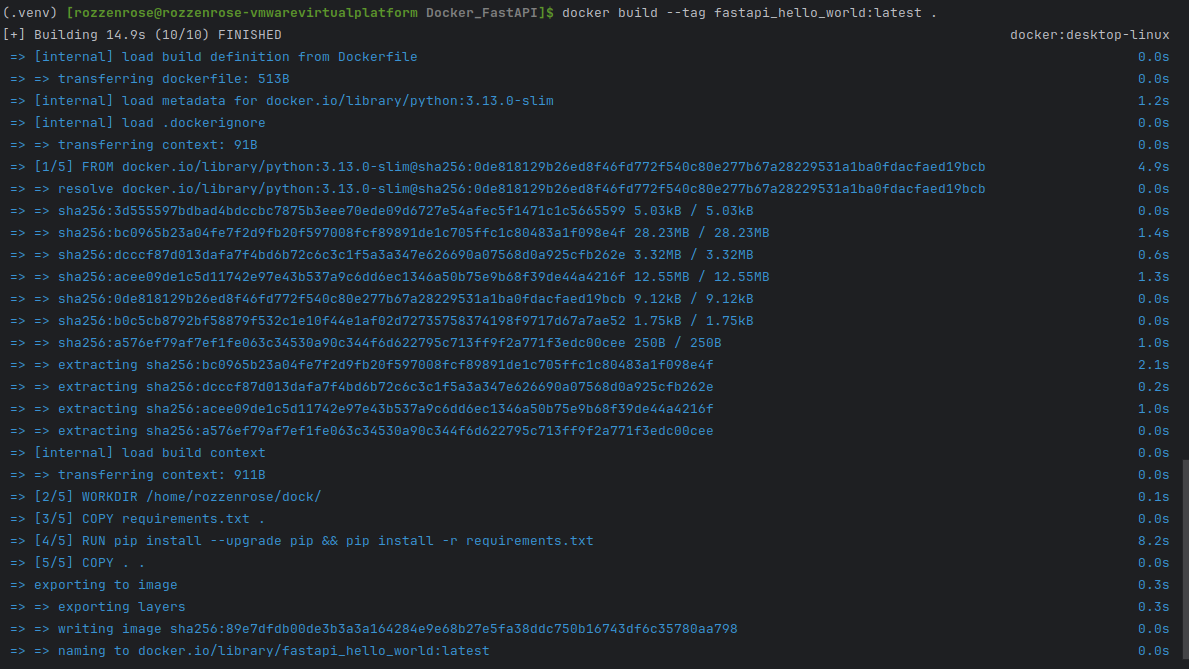 (.venv) [rozzenrose@rozzenrose-vmwarevirtualplatform Docker_FastAPI]$ docker build --tag fastapi_hello_world:latest .
[+] Building 14.9s (10/10) FINISHED docker:desktop-linux
=> [internal] load build definition from Dockerfile 0.0s
=> => transferring dockerfile: 513B 0.0s
=> [internal] load metadata for docker.io/library/python:3.13.0-slim 1.2s
=> [internal] load .dockerignore 0.0s
=> => transferring context: 91B 0.0s
=> [1/5] FROM docker.io/library/python:3.13.0-slim@sha256:0de818129b26ed8f46fd772f540c80e277b67a28229531a1ba0fdacfaed19bcb 4.9s
=> => resolve docker.io/library/python:3.13.0-slim@sha256:0de818129b26ed8f46fd772f540c80e277b67a28229531a1ba0fdacfaed19bcb 0.0s
=> => sha256:3d555597bdbad4bdccbc7875b3eee70ede09d6727e54afec5f1471c1c5665599 5.03kB / 5.03kB 0.0s
=> => sha256:bc0965b23a04fe7f2d9fb20f597008fcf89891de1c705ffc1c80483a1f098e4f 28.23MB / 28.23MB 1.4s
=> => sha256:dcccf87d013dafa7f4bd6b72c6c3c1f5a3a347e626690a07568d0a925cfb262e 3.32MB / 3.32MB 0.6s
=> => sha256:acee09de1c5d11742e97e43b537a9c6dd6ec1346a50b75e9b68f39de44a4216f 12.55MB / 12.55MB 1.3s
=> => sha256:0de818129b26ed8f46fd772f540c80e277b67a28229531a1ba0fdacfaed19bcb 9.12kB / 9.12kB 0.0s
=> => sha256:b0c5cb8792bf58879f532c1e10f44e1af02d72735758374198f9717d67a7ae52 1.75kB / 1.75kB 0.0s
=> => sha256:a576ef79af7ef1fe063c34530a90c344f6d622795c713ff9f2a771f3edc00cee 250B / 250B 1.0s
=> => extracting sha256:bc0965b23a04fe7f2d9fb20f597008fcf89891de1c705ffc1c80483a1f098e4f 2.1s
=> => extracting sha256:dcccf87d013dafa7f4bd6b72c6c3c1f5a3a347e626690a07568d0a925cfb262e 0.2s
=> => extracting sha256:acee09de1c5d11742e97e43b537a9c6dd6ec1346a50b75e9b68f39de44a4216f 1.0s
=> => extracting sha256:a576ef79af7ef1fe063c34530a90c344f6d622795c713ff9f2a771f3edc00cee 0.0s
=> [internal] load build context 0.0s
=> => transferring context: 911B 0.0s
=> [2/5] WORKDIR /home/rozzenrose/dock/ 0.1s
=> [3/5] COPY requirements.txt . 0.0s
=> [4/5] RUN pip install --upgrade pip && pip install -r requirements.txt 8.2s
=> [5/5] COPY . . 0.0s
=> exporting to image 0.3s
=> => exporting layers 0.3s
=> => writing image sha256:89e7dfdb00de3b3a3a164284e9e68b27e5fa38ddc750b16743df6c35780aa798 0.0s
=> => naming to docker.io/library/fastapi_hello_world:latest 0.0s